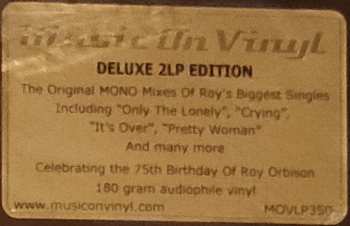 Music On Vinyl
DELUXE 2LP EDITION
The Original MONO Mixes Of Roy's Biggest Singles
Including "Only The Lonely", "Crying",
"It's Over", "Pretty Woman"
And many more
Celebrating the 75th Birthday Of Roy Orbison
180 gram audiophile vinyl
www.musiconvinyl.com MOVLP350